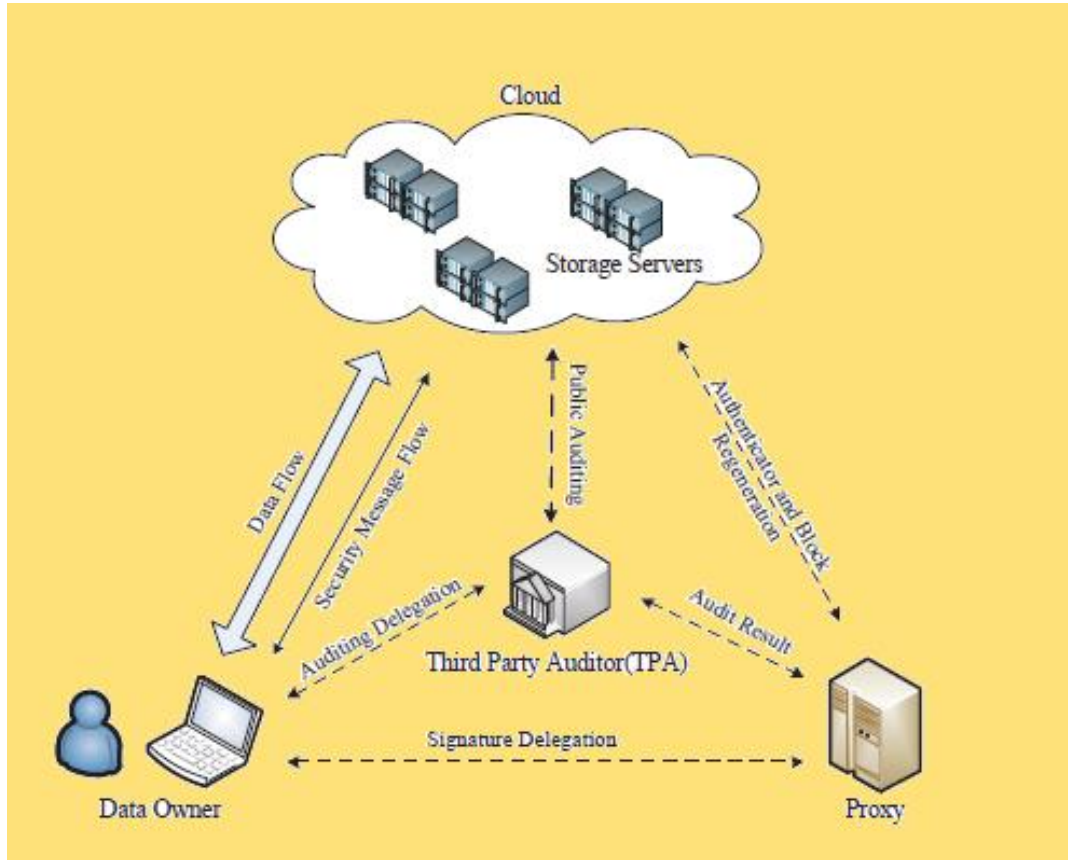 Cloud
Storage Servers
Data Flow
Security Message Flow
Public Auditing
Authenticator and Block
Regeneration
Auditing Delegation
Audit Result
Third Party Auditor(TPA)
Signature Delegation
Data Owner
Proxy